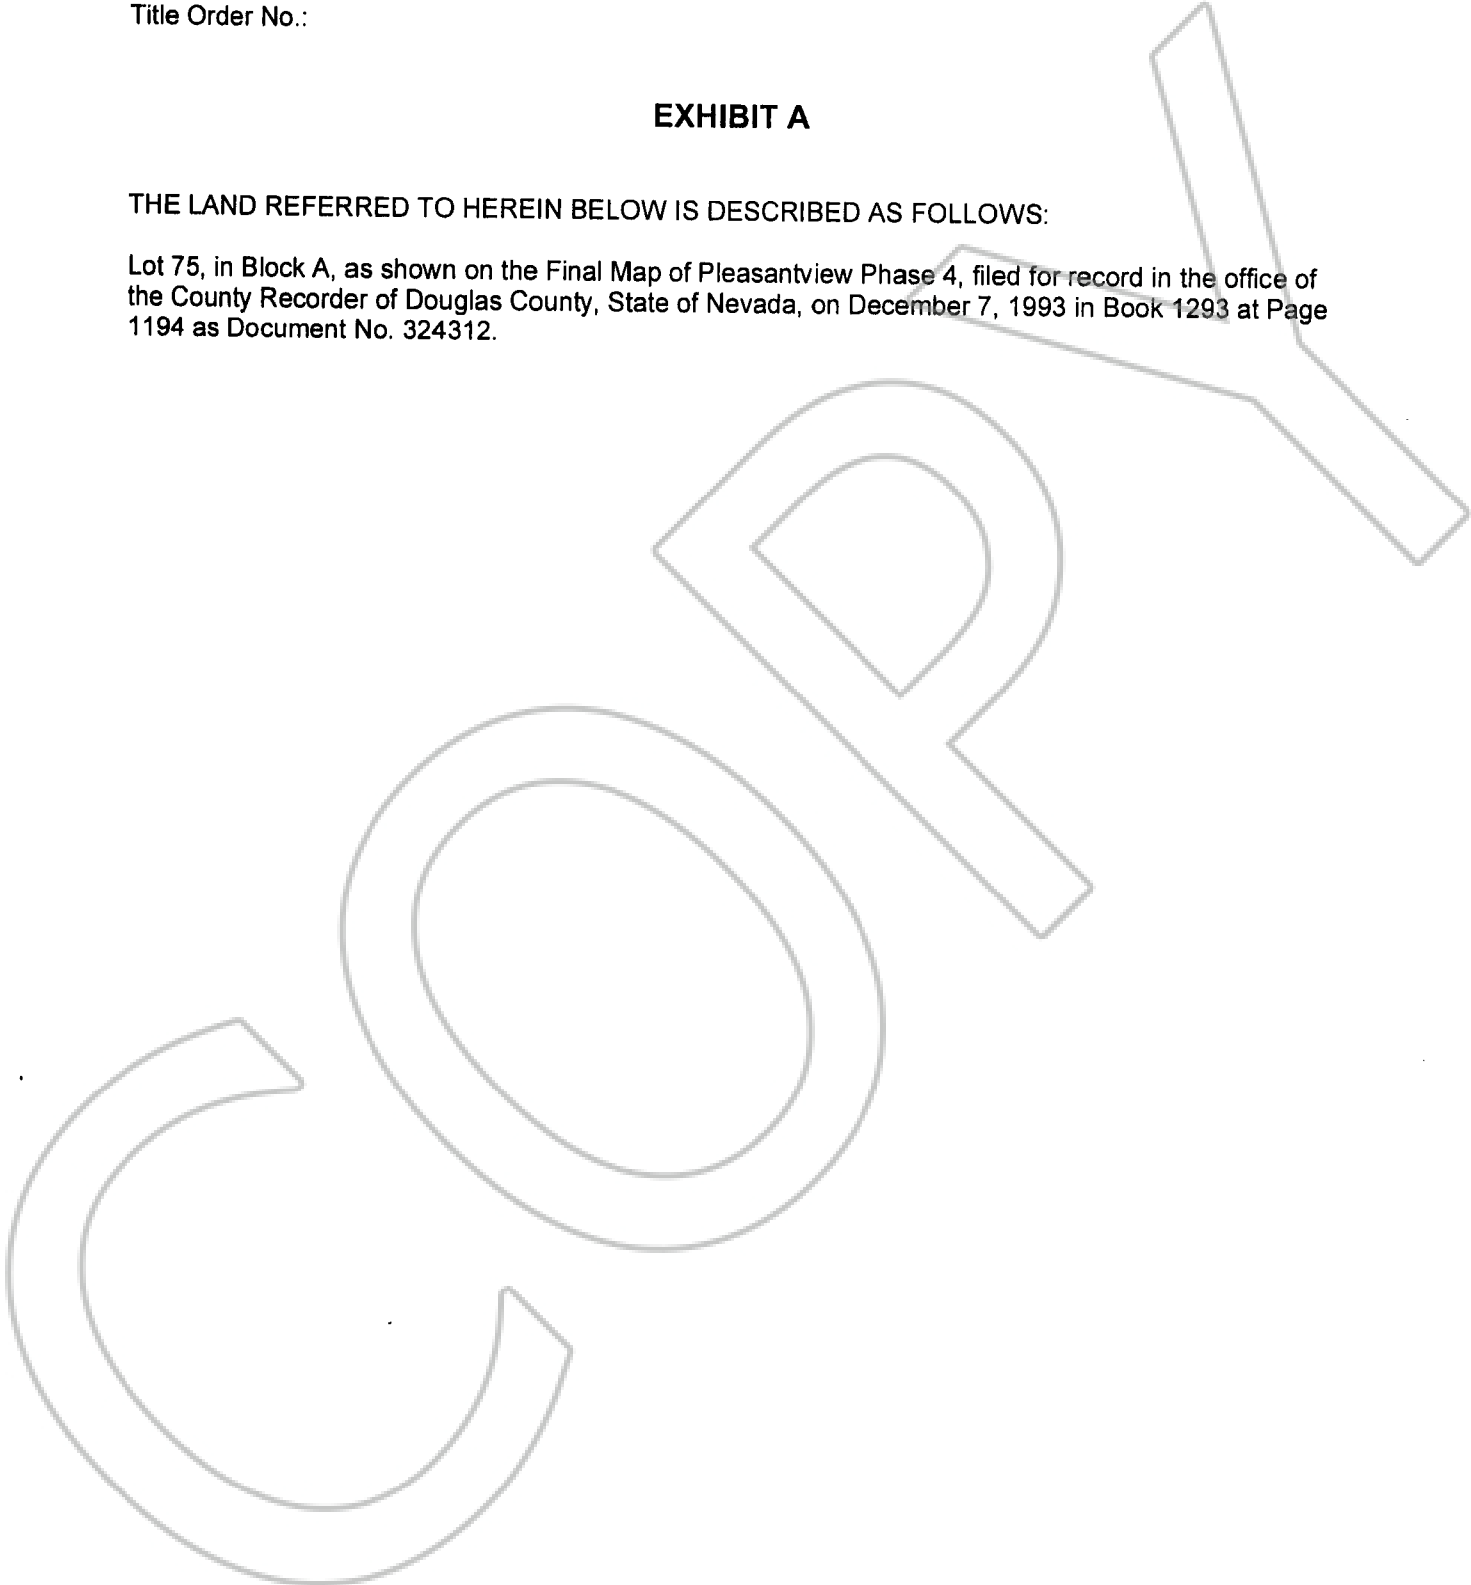 Title Order No.:
EXHIBIT A
THE LAND REFERRED TO HEREIN BELOW IS DESCRIBED AS FOLLOWS:
Lot 75, in Block A, as shown on the Final Map of Pleasantview Phase 4, filed for record in the office of
the County Recorder of Douglas County, State of Nevada, on December 7, 1993 in Book 1293 at Page
1194 as Document No. 324312.
COPY